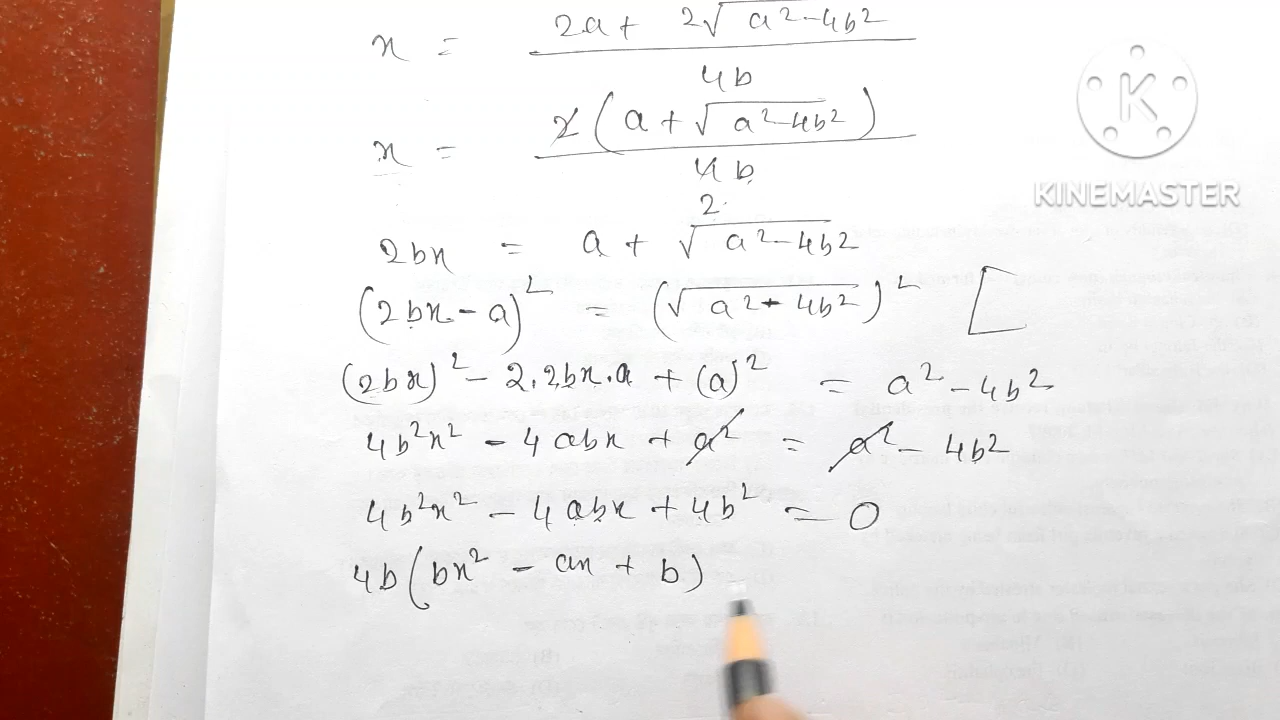 x = 2a + 2√a²-4b² / 4b
x = 2(a + √a²-4b²) / 4b
2
2bx = a + √a²-4b²
(2bx - a)² = (√a²-4b²)² [
(2bx)² - 2.2bx.a + (a)² = a² - 4b²
4b²x² - 4abx + a² = a² - 4b²
4b²x² - 4abx + 4b² = 0
4b(bx² - ax + b)
K
KINEMASTER